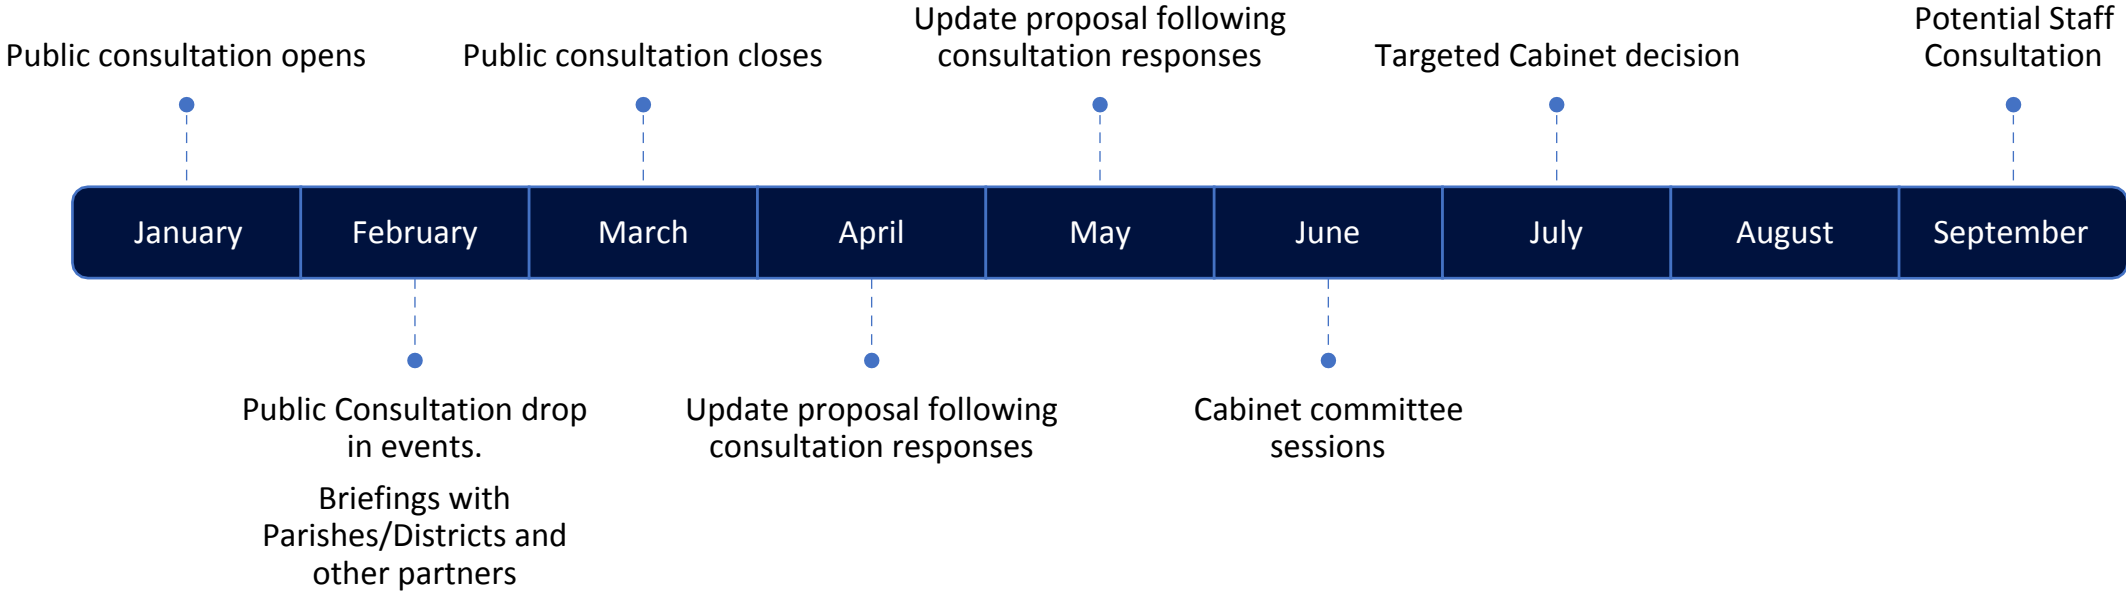 Public consultation opens
Public consultation closes
Update proposal following
consultation responses
Targeted Cabinet decision
Potential Staff
Consultation
January
February
March
April
May
June
July
August
September
Public Consultation drop
in events.
Briefings with
Parishes/Districts and
other partners
Update proposal following
consultation responses
Cabinet committee
sessions